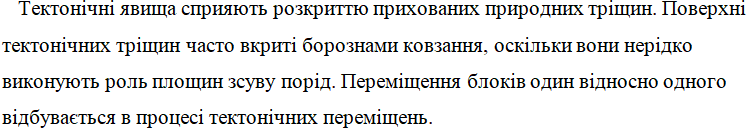 Тектонічні явища сприяють розкриттю прихованих природних тріщин. Поверхні
тектонічних тріщин часто вкриті борознами ковзання, оскільки вони нерідко
виконують роль площин зсуву порід. Переміщення блоків один відносно одного
відбувається в процесі тектонічних переміщень.